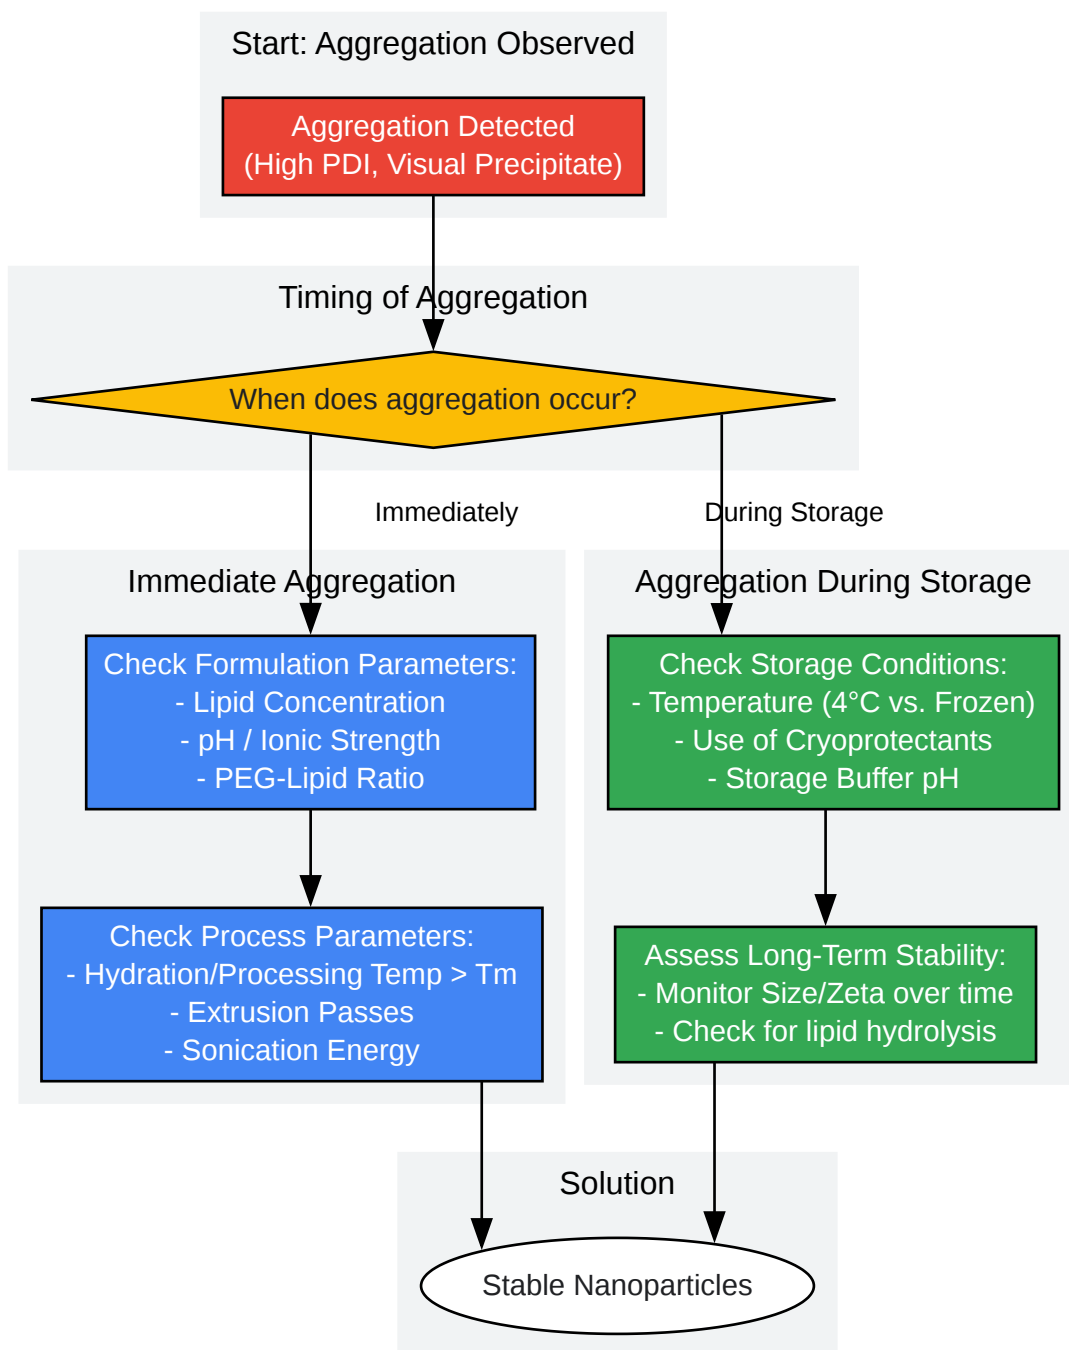 Start: Aggregation Observed
Aggregation Detected
(High PDI, Visual Precipitate)
Timing of Aggregation
When does aggregation occur?
Immediately
During Storage
Immediate Aggregation
Check Formulation Parameters:
- Lipid Concentration
- pH / Ionic Strength
- PEG-Lipid Ratio
Check Process Parameters:
- Hydration/Processing Temp > Tm
- Extrusion Passes
- Sonication Energy
Aggregation During Storage
Check Storage Conditions:
- Temperature (4°C vs. Frozen)
- Use of Cryoprotectants
- Storage Buffer pH
Assess Long-Term Stability:
- Monitor Size/Zeta over time
- Check for lipid hydrolysis
Solution
Stable Nanoparticles